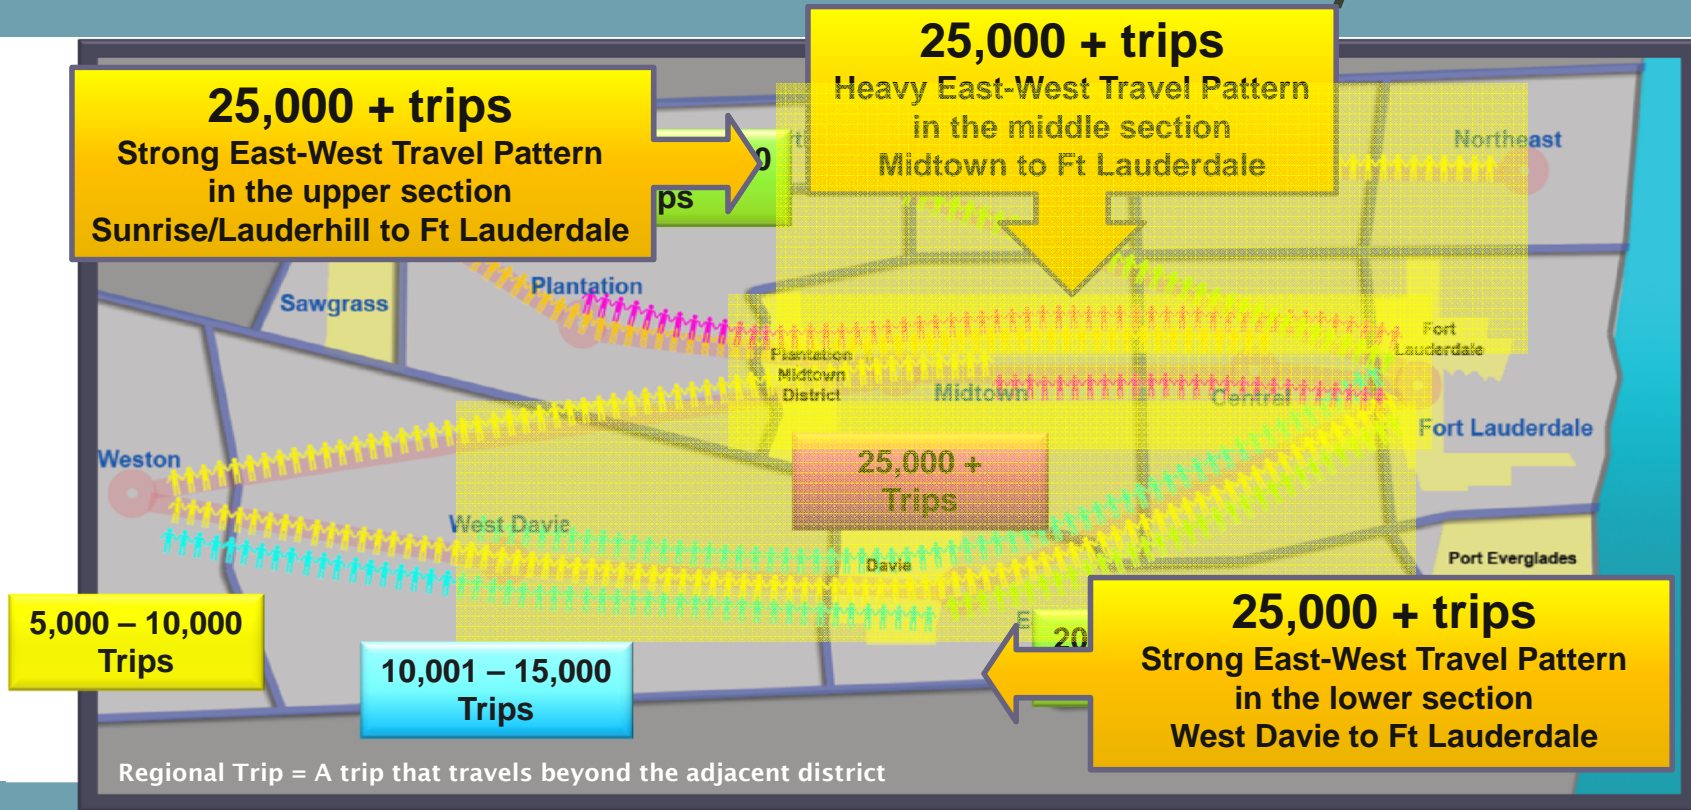 25,000 + trips
Heavy East-West Travel Pattern
in the middle section
Midtown to Ft Lauderdale
25,000 + trips
Strong East-West Travel Pattern
in the upper section
Sunrise/Lauderhill to Ft Lauderdale
0
ps
Northeast
Plantation
Sawgrass
Fort
Lauderdale
Plantation
Midtown
District
Midtown
Central
Fort Lauderdale
Weston
25,000 +
Trips
West Davie
Davie
Port Everglades
5,000 – 10,000
Trips
10,001 – 15,000
Trips
20
25,000 + trips
Strong East-West Travel Pattern
in the lower section
West Davie to Ft Lauderdale
Regional Trip = A trip that travels beyond the adjacent district